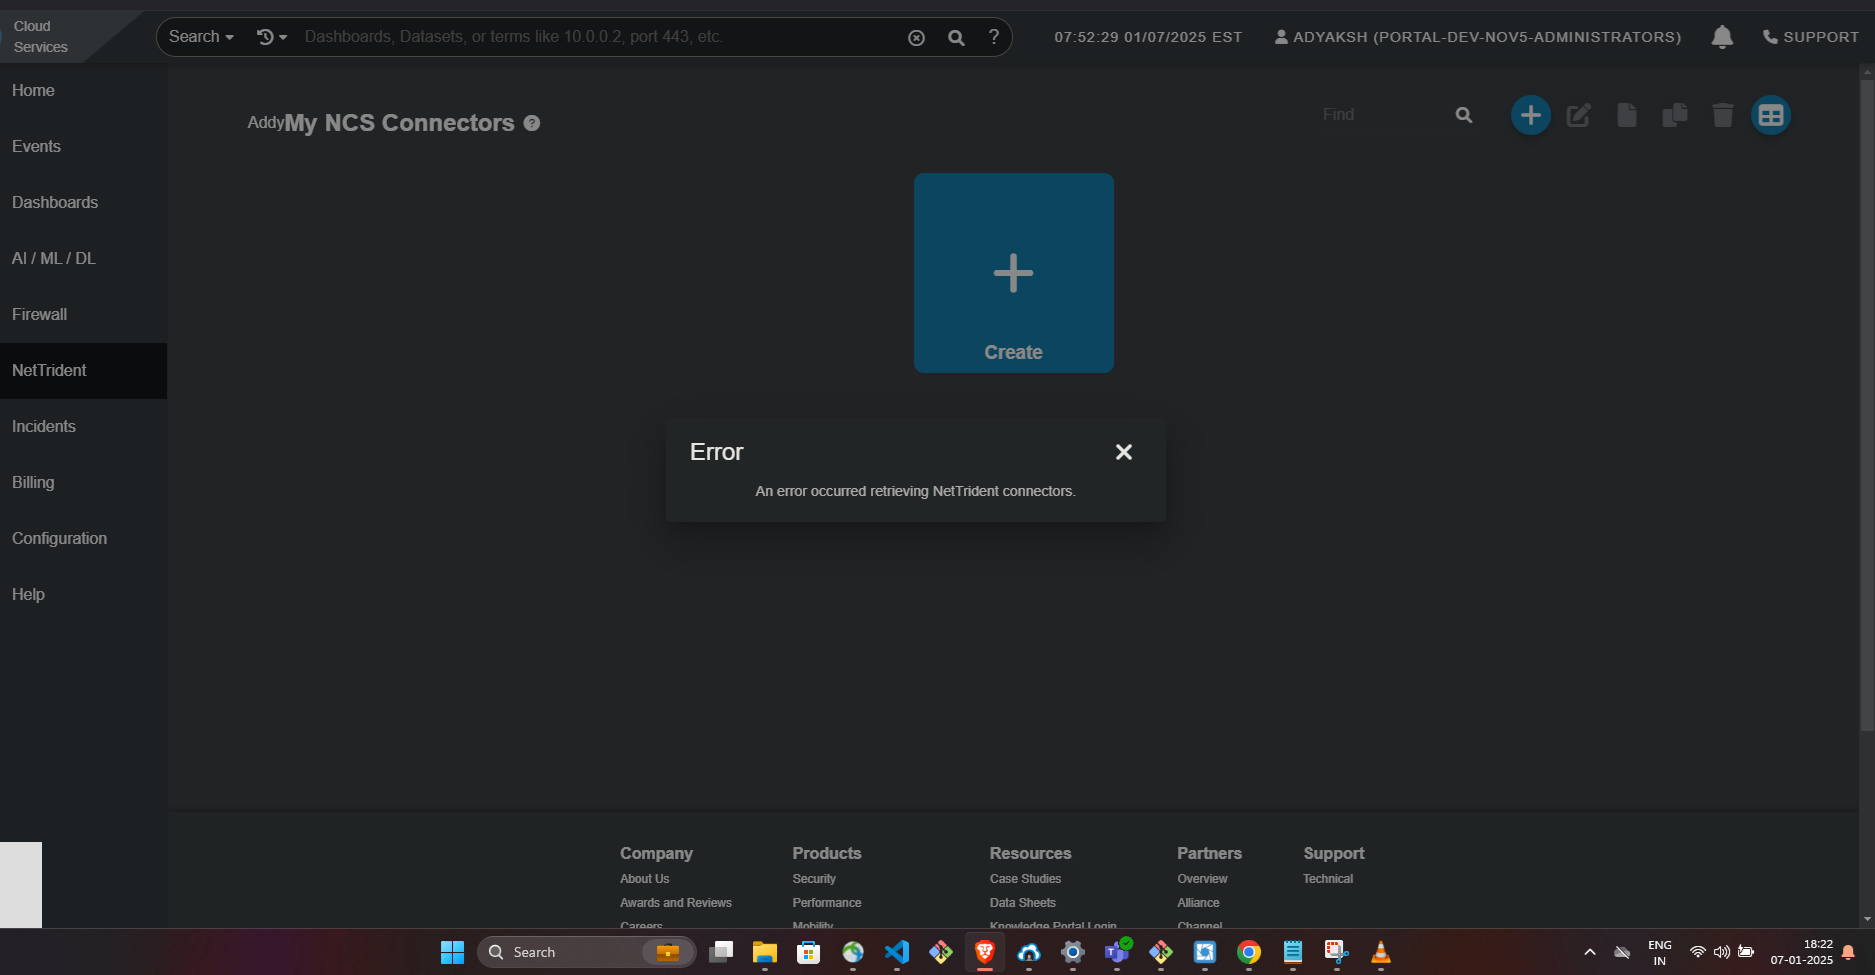 Cloud
Services
Search
Dashboards, Datasets, or terms like 10.0.0.2, port 443, etc.
?
07:52:29 01/07/2025 EST
ADYAKSH (PORTAL-DEV-NOV5-ADMINISTRATORS)
SUPPORT
Home
Events
Dashboards
AI / ML / DL
Firewall
NetTrident
Incidents
Billing
Configuration
Help
AddyMy NCS Connectors ?
Find
Create
Error
An error occurred retrieving NetTrident connectors.
Company
About Us
Awards and Reviews
Careers
Products
Security
Performance
Mobility
Resources
Case Studies
Data Sheets
Knowledge Portal Login
Partners
Overview
Alliance
Channel
Support
Technical
Search
ENG
IN
18:22
07-01-2025